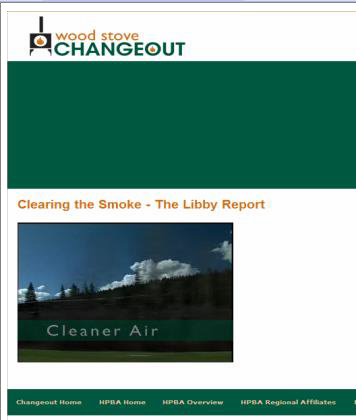 wood stove
CHANGEOUT
Clearing the Smoke - The Libby Report
Cleaner Air
Changeout Home HPBA Home HPBA Overview HPBA Regional Affiliates